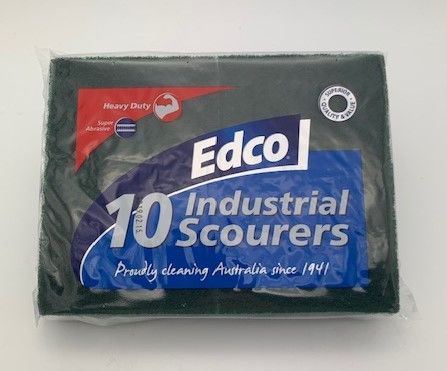 Heavy Duty
Super
Abrasive
SUPERIOR
QUALITY & VALUE
Edco
10 Industrial
Scourers
Proudly cleaning Australia since 1941